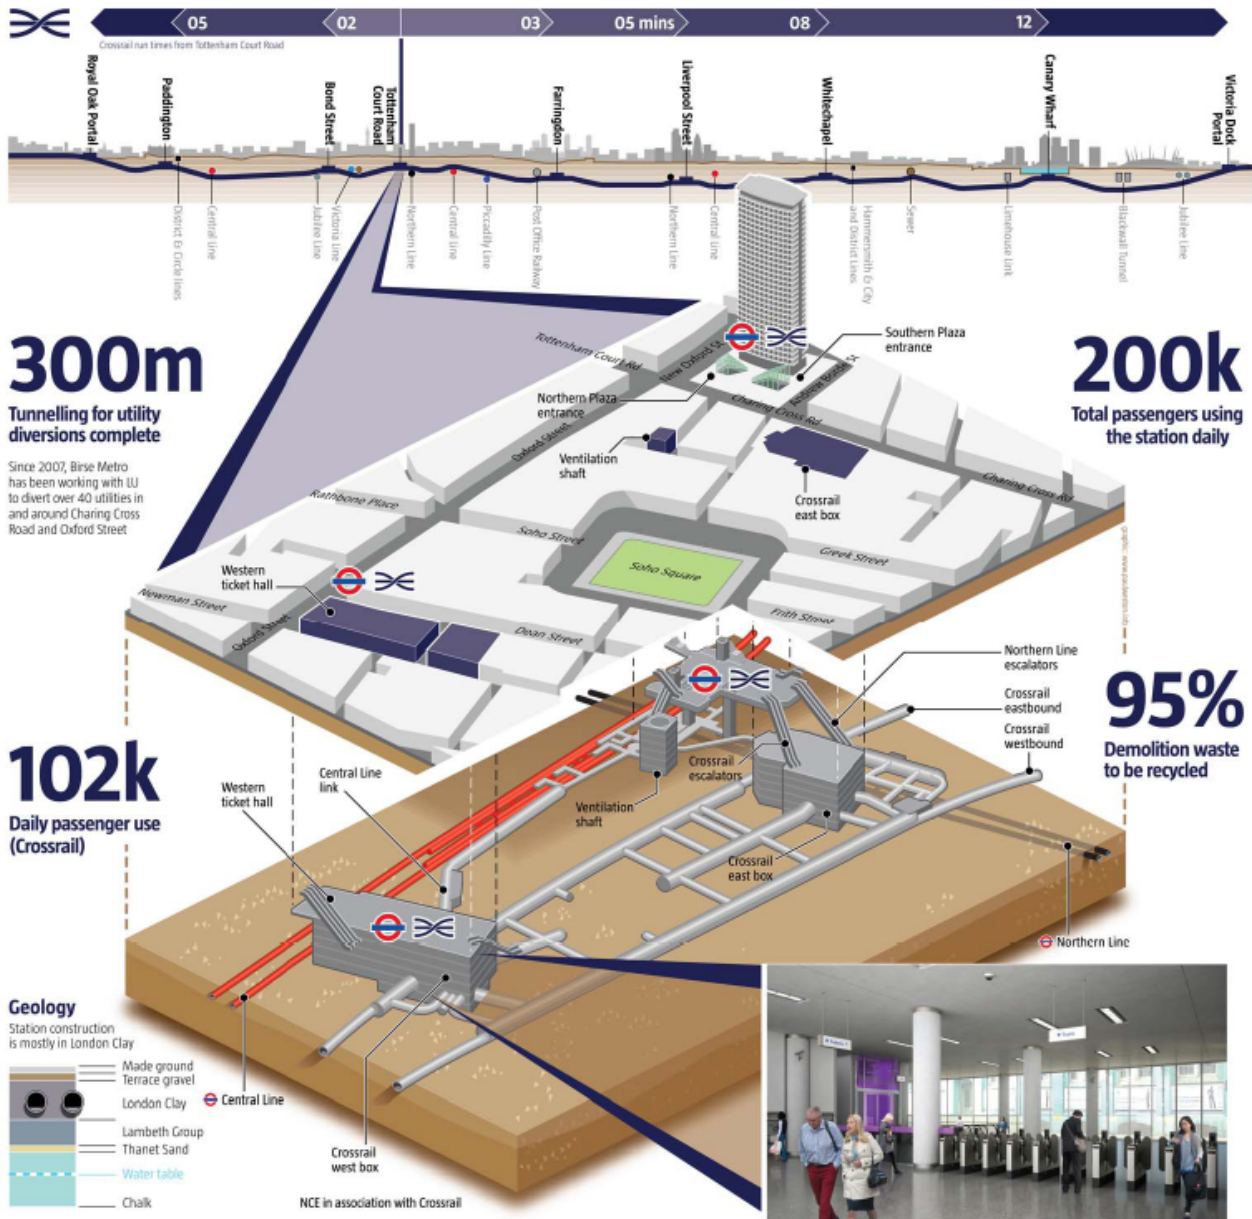 05
02
03
05 mins
08
12
Crossrail run times from Tottenham Court Road
Royal Oak Portal
Paddington
Bond Street
Tottenham
Court Road
Farringdon
Liverpool Street
Whitechapel
Canary Wharf
Victoria Dock
Portal
District & Circle lines
Central Line
Jubilee Line
Victoria Line
Northern Line
Central Line
Piccadilly Line
Post Office Railway
Northern Line
Central Line
Hammersmith & City
and District Lines
Sewer
Limehouse Link
Blackwall Tunnel
Jubilee Line
300m
Tunnelling for utility
diversions complete
Since 2007, Birse Metro
has been working with LU
to divert over 40 utilities in
and around Charing Cross
Road and Oxford Street
200k
Total passengers using
the station daily
Tottenham Court Rd
New Oxford St
Southern Plaza
entrance
Andrew Borde St
Northern Plaza
entrance
Charing Cross Rd
Oxford Street
Ventilation
shaft
Crossrail
east box
Charing Cross Rd
Rathbone Place
Soho Street
Greek Street
Soho Square
Western
ticket hall
Newman Street
Oxford Street
Dean Street
Frith Street
graphic: www.paulweston.info
102k
Daily passenger use
(Crossrail)
95%
Demolition waste
to be recycled
Northern Line
escalators
Crossrail
eastbound
Crossrail
westbound
Western
ticket hall
Central Line
link
Crossrail
escalators
Ventilation
shaft
Crossrail
east box
Northern Line
Central Line
Crossrail
west box
Geology
Station construction
is mostly in London Clay
Made ground
Terrace gravel
London Clay
Lambeth Group
Thanet Sand
Water table
Chalk
NCE in association with Crossrail